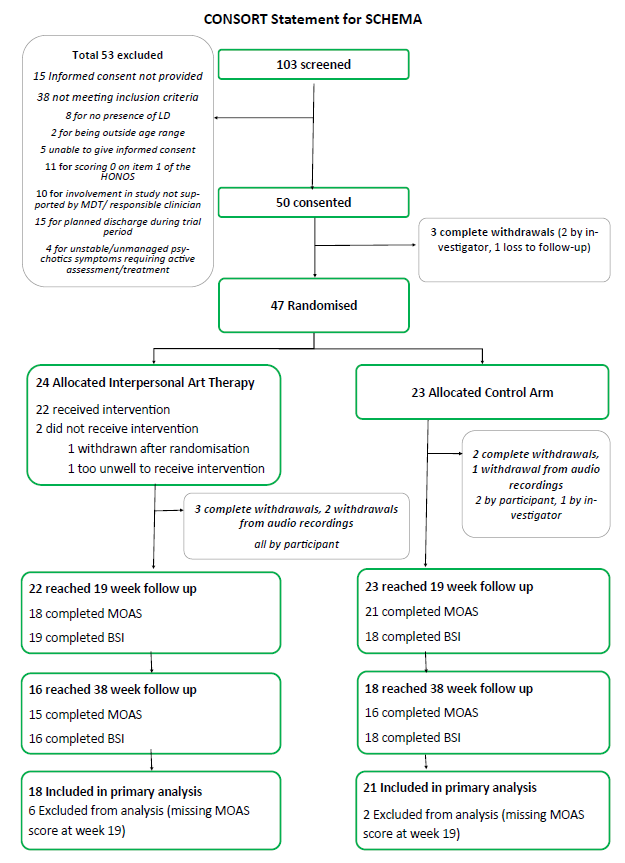 CONSORT Statement for SCHEMA
103 screened
Total 53 excluded
15 Informed consent not provided
38 not meeting inclusion criteria
8 for no presence of LD
2 for being outside age range
5 unable to give informed consent
11 for scoring 0 on item 1 of the
HONOS
10 for involvement in study not sup-
ported by MDT/ responsible clinician
15 for planned discharge during trial
period
4 for unstable/unmanaged psy-
chotics symptoms requiring active
assessment/treatment
50 consented
3 complete withdrawals (2 by in-
vestigator, 1 loss to follow-up)
47 Randomised
24 Allocated Interpersonal Art Therapy
22 received intervention
2 did not receive intervention
1 withdrawn after randomisation
1 too unwell to receive intervention
23 Allocated Control Arm
2 complete withdrawals,
1 withdrawal from audio
recordings
2 by participant, 1 by in-
vestigator
3 complete withdrawals, 2 withdrawals
from audio recordings
all by participant
22 reached 19 week follow up
18 completed MOAS
19 completed BSI
23 reached 19 week follow up
21 completed MOAS
18 completed BSI
16 reached 38 week follow up
15 completed MOAS
16 completed BSI
18 reached 38 week follow up
16 completed MOAS
18 completed BSI
18 Included in primary analysis
6 Excluded from analysis (missing MOAS
score at week 19)
21 Included in primary analysis
2 Excluded from analysis (missing MOAS
score at week 19)